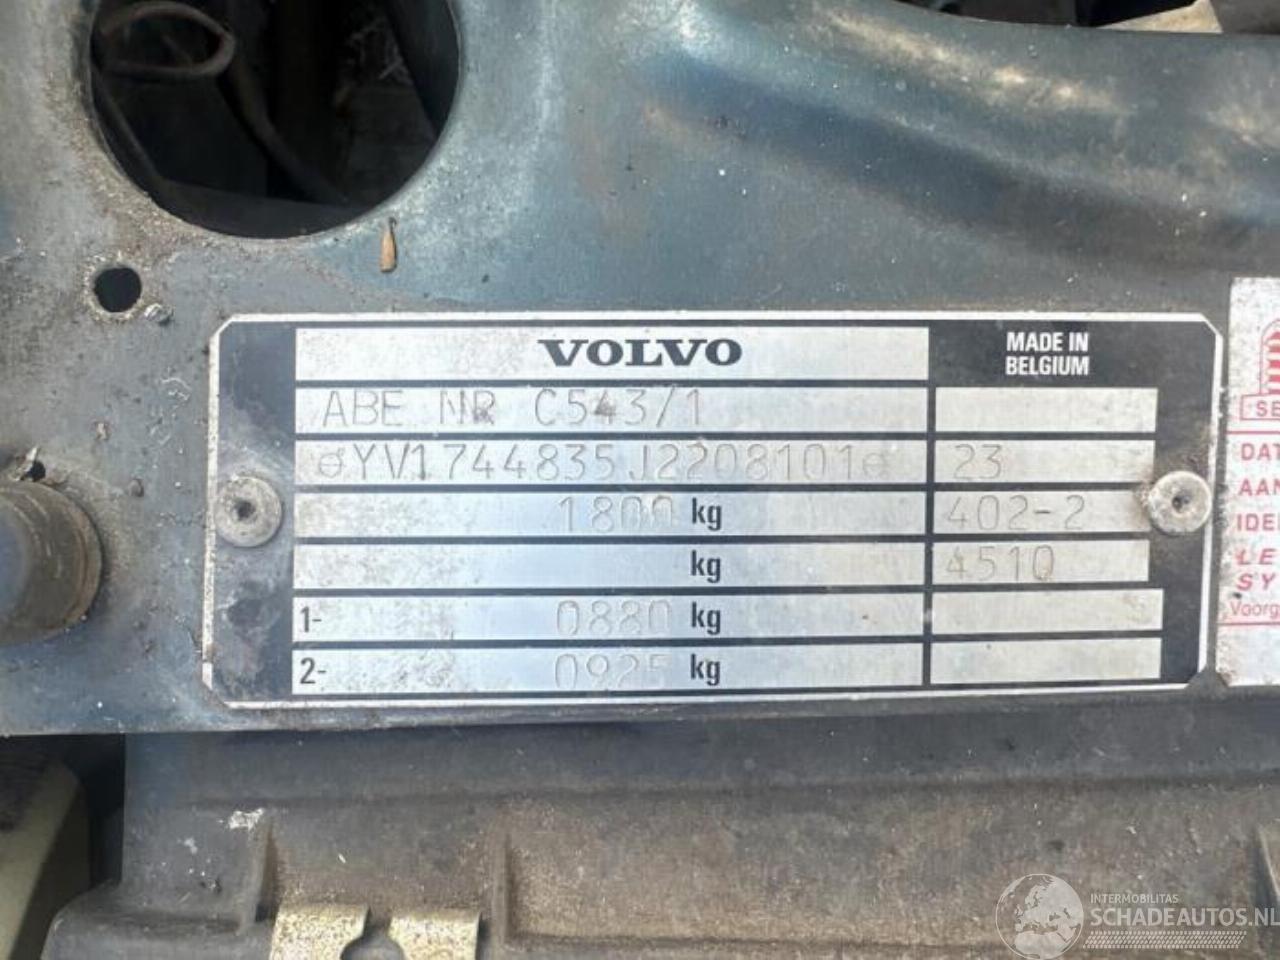 VOLVO
MADE IN
BELGIUM
ABE NR C543/1
YV1744835J2208101
23
1800 kg
402-2
kg
4510
1- 0880 kg
2- 0925 kg
SE
DAT
AAN
IDE
LE
SY
Voorg
INTERMOBILITAS
SCHADEAUTOS.NL